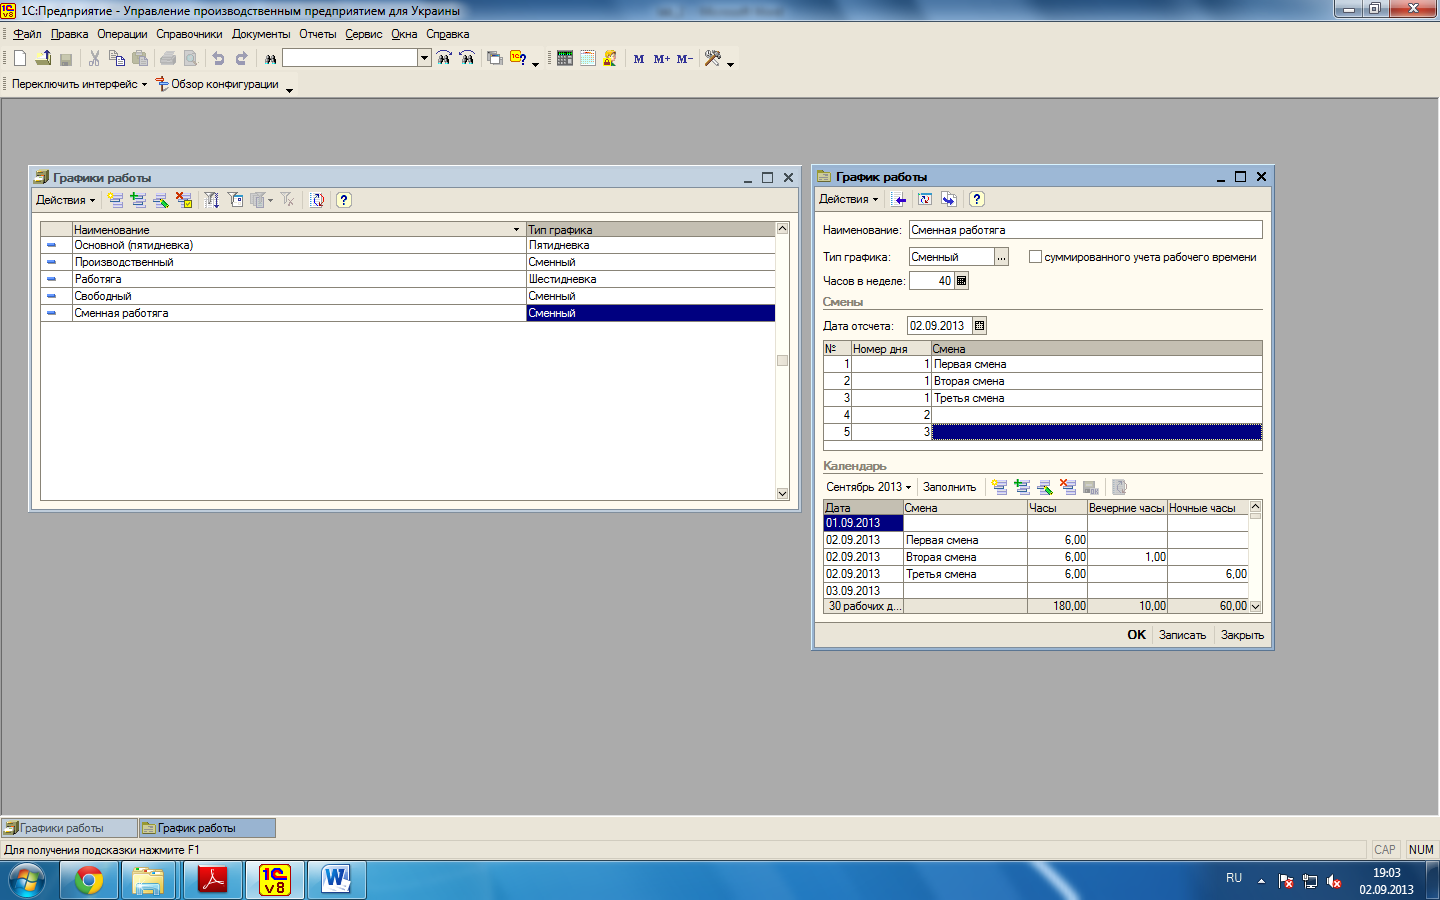 1С:Предприятие - Управление производственным предприятием для Украины
Файл Правка Операции Справочники Документы Отчеты Сервис Окна Справка
M M+ M-
Переключить интерфейс Обзор конфигурации
Графики работы
Действия
Наименование Тип графика
Основной (пятидневка) Пятидневка
Производственный Сменный
Работяга Шестидневка
Свободный Сменный
Сменная работяга Сменный
График работы
Действия
Наименование: Сменная работяга
Тип графика: Сменный ... суммированного учета рабочего времени
Часов в неделе: 40
Смены
Дата отсчета: 02.09.2013
№ Номер дня Смена
1 1 Первая смена
2 1 Вторая смена
3 1 Третья смена
4 2
5 3
Календарь
Сентябрь 2013 Заполнить
Дата Смена Часы Вечерние часы Ночные часы
01.09.2013
02.09.2013 Первая смена 6,00
02.09.2013 Вторая смена 6,00 1,00
02.09.2013 Третья смена 6,00 6,00
03.09.2013
30 рабочих д... 180,00 10,00 60,00
OK Записать Закрыть
Графики работы График работы
Для получения подсказки нажмите F1
CAP NUM
1С v8
RU
19:03
02.09.2013